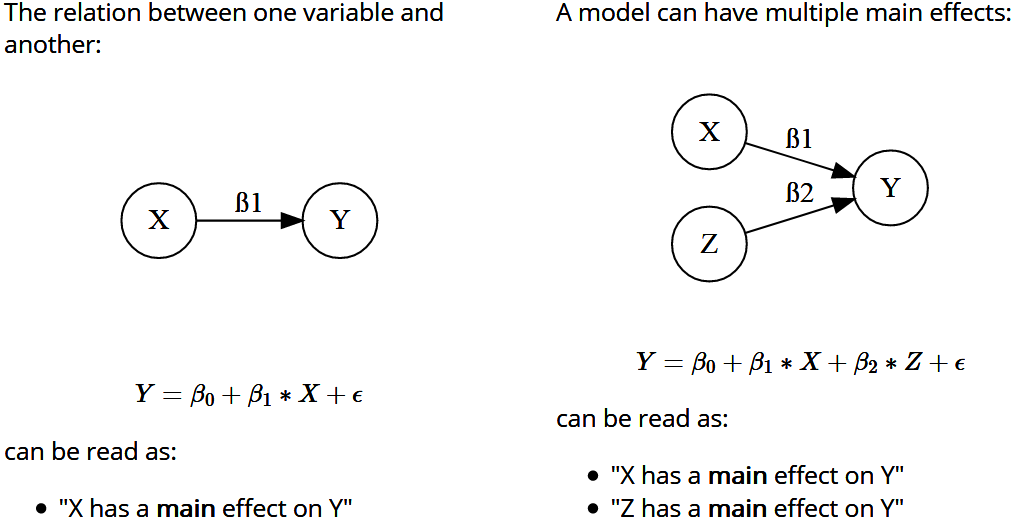 The relation between one variable and
another:
X
ß1
Y
Y = β₀ + β₁ * X + ϵ
can be read as:
• "X has a main effect on Y"
A model can have multiple main effects:
X
ß1
Y
ß2
Z
Y = β₀ + β₁ * X + β₂ * Z + ϵ
can be read as:
• "X has a main effect on Y"
• "Z has a main effect on Y"